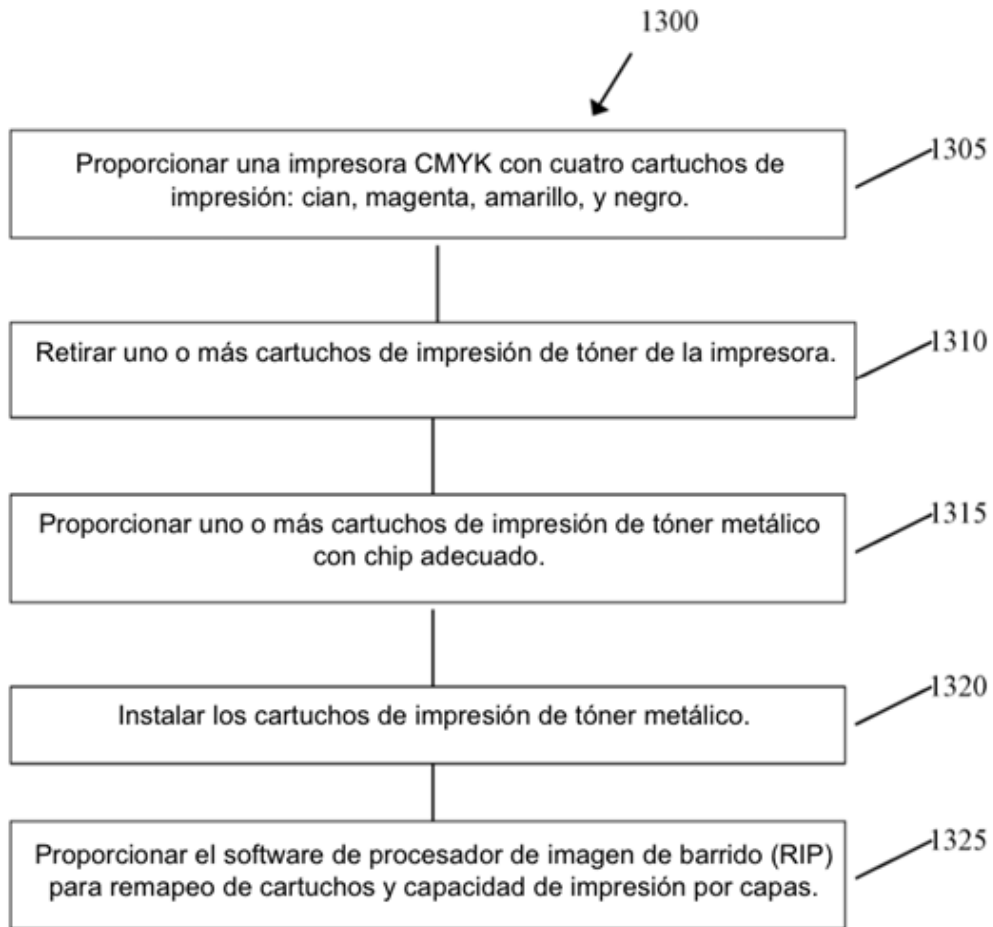 1300
Proporcionar una impresora CMYK con cuatro cartuchos de
impresión: cian, magenta, amarillo, y negro.
1305
Retirar uno o más cartuchos de impresión de tóner de la impresora.
1310
Proporcionar uno o más cartuchos de impresión de tóner metálico
con chip adecuado.
1315
Instalar los cartuchos de impresión de tóner metálico.
1320
Proporcionar el software de procesador de imagen de barrido (RIP)
para remapeo de cartuchos y capacidad de impresión por capas.
1325